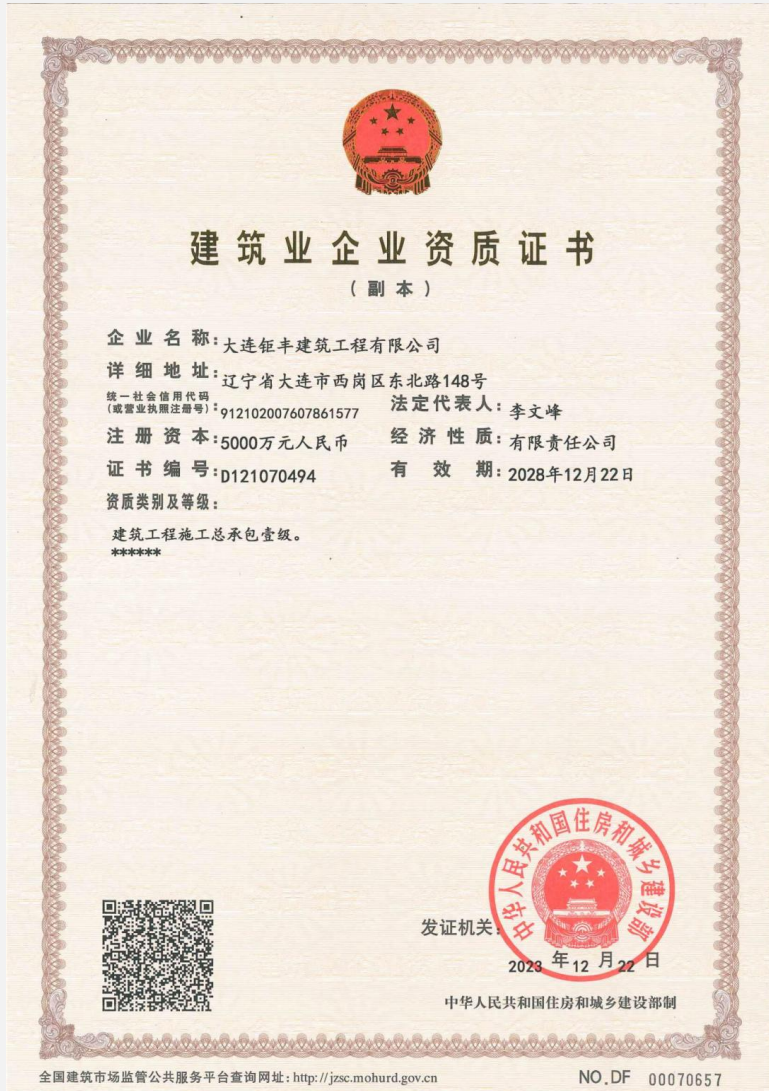 建筑业企业资质证书
(副本)
企业名称:大连钜丰建筑工程有限公司
详细地址:辽宁省大连市西岗区东北路148号
统一社会信用代码
(或营业执照注册号):912102007607861577 法定代表人:李文峰
注册资本:5000万元人民币 经济性质:有限责任公司
证书编号:D121070494 有效期:2028年12月22日
资质类别及等级:
建筑工程施工总承包壹级。
******
中华人民共和国住房和城乡建设部
发证机关:
2023年12月22日
中华人民共和国住房和城乡建设部制
全国建筑市场监管公共服务平台查询网址:http://jzsc.mohurd.gov.cn NO.DF 00070657